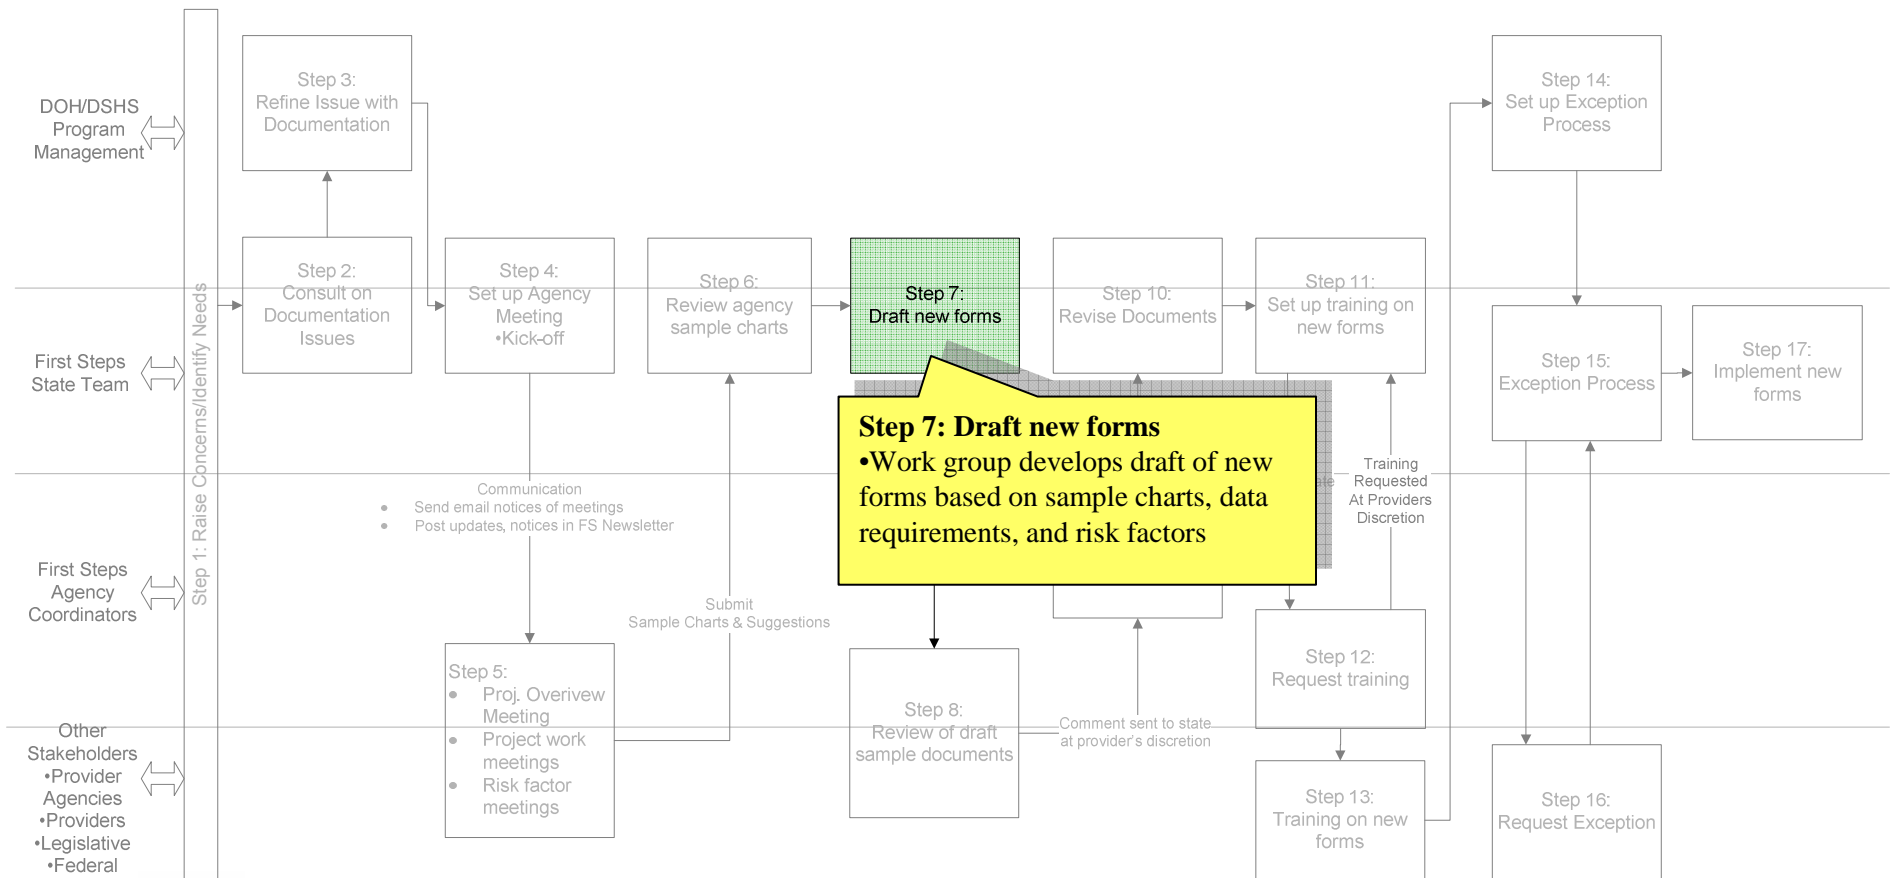 DOH/DSHS
Program
Management
First Steps
State Team
First Steps
Agency
Coordinators
Other
Stakeholders
•Provider
Agencies
•Providers
•Legislative
•Federal
Step 1: Raise Concerns/Identify Needs
Step 3:
Refine Issue with
Documentation
Step 2:
Consult on
Documentation
Issues
Step 4:
Set up Agency
Meeting
•Kick-off
Communication
• Send email notices of meetings
• Post updates, notices in FS Newsletter
Step 5:
• Proj. Overivew
Meeting
• Project work
meetings
• Risk factor
meetings
Submit
Sample Charts & Suggestions
Step 6:
Review agency
sample charts
Step 7:
Draft new forms
Step 7: Draft new forms
•Work group develops draft of new
forms based on sample charts, data
requirements, and risk factors
Step 8:
Review of draft
sample documents
Comment sent to state
at provider's discretion
Step 10:
Revise Documents
Step 11:
Set up training on
new forms
Training
Requested
At Providers
Discretion
Step 12:
Request training
Step 13:
Training on new
forms
Step 14:
Set up Exception
Process
Step 15:
Exception Process
Step 16:
Request Exception
Step 17:
Implement new
forms